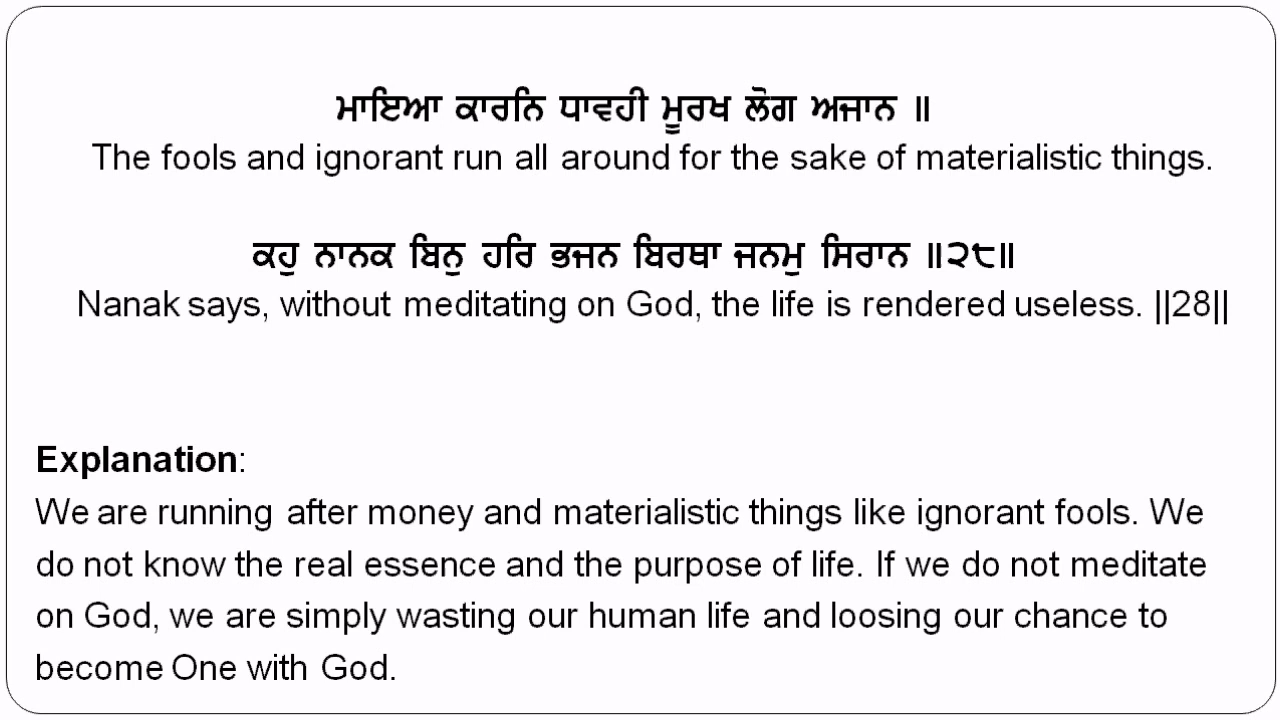 ਮਾਇਆ ਕਾਰਨਿ ਧਾਵਹੀ ਮੂਰਖ ਲੋਗ ਅਜਾਨ ॥
The fools and ignorant run all around for the sake of materialistic things.
ਕਹੁ ਨਾਨਕ ਬਿਨੁ ਹਰਿ ਭਜਨ ਬਿਰਥਾ ਜਨਮੁ ਸਿਰਾਨ ॥੨੮॥
Nanak says, without meditating on God, the life is rendered useless. ||28||
Explanation:
We are running after money and materialistic things like ignorant fools. We
do not know the real essence and the purpose of life. If we do not meditate
on God, we are simply wasting our human life and loosing our chance to
become One with God.